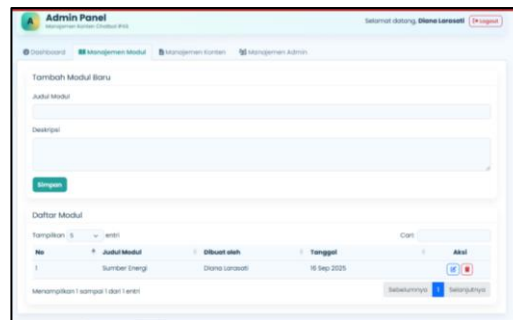 A
Admin Panel
Manajemen Konten Chatbot IPAS
Selamat datang, Diana Larasati
Logout
Dashboard
Manajemen Modul
Manajemen Konten
Manajemen Admin
Tambah Modul Baru
Judul Modul
Deskripsi
Simpan
Daftar Modul
Tampilkan 5 entri
Cari:
No Judul Modul Dibuat oleh Tanggal Aksi
1 Sumber Energi Diana Larasati 16 Sep 2025
Menampilkan 1 sampai 1 dari 1 entri
Sebelumnya 1 Selanjutnya